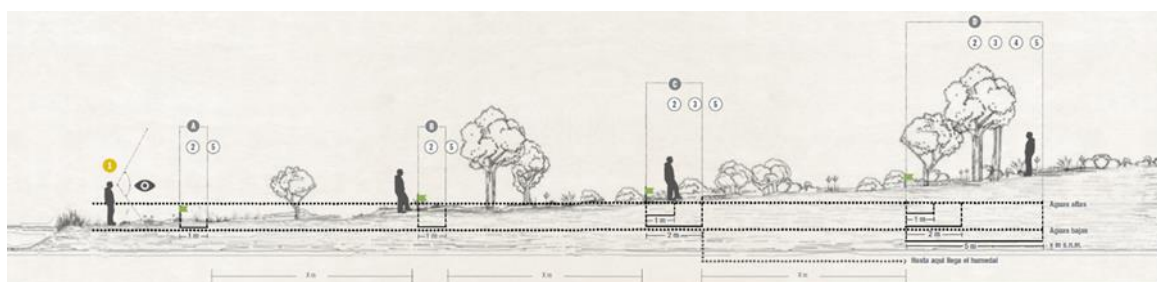 D
2 3 4 5
C
2 3 5
A
2 5
B
2 5
1
Aguas altas
1 m
1 m
Aguas bajas
1 m
1 m
2 m
2 m
5 m
x m s.n.m.
Hasta aquí llega el humedal
X m
X m
X m